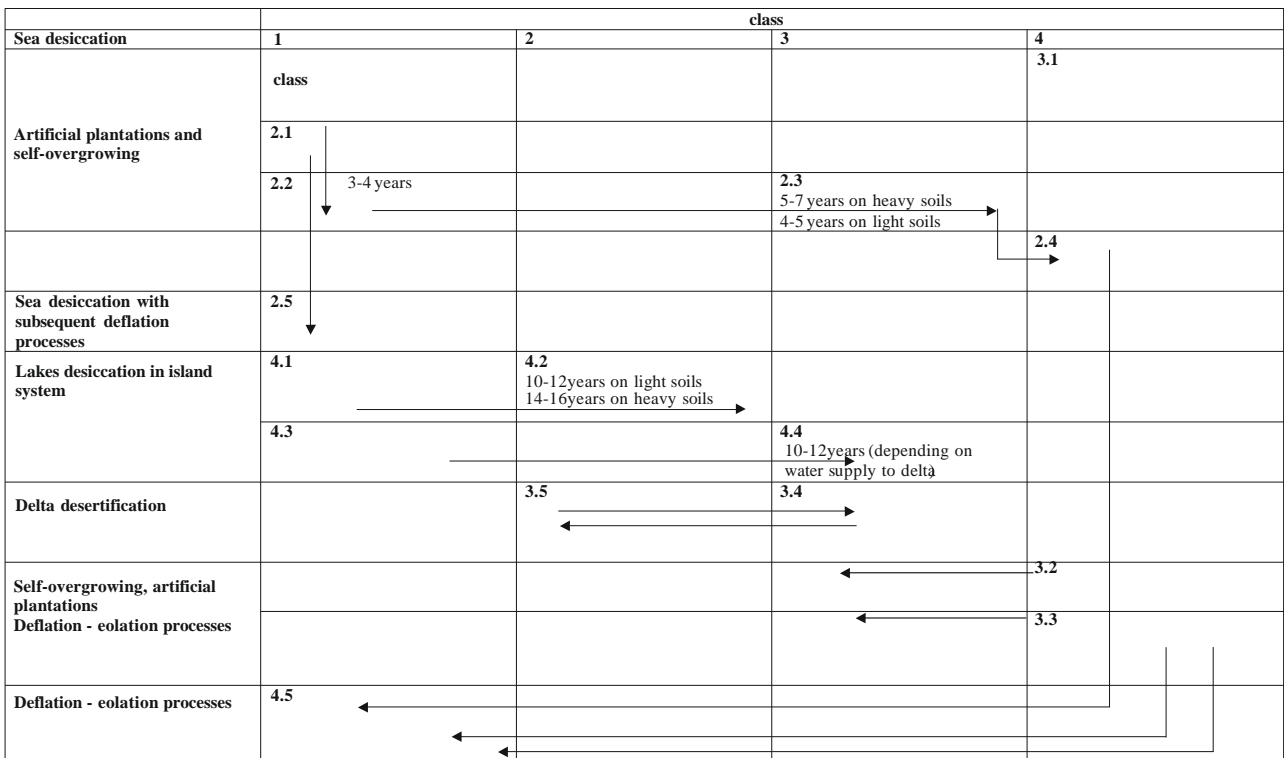 class
Sea desiccation 1 2 3 4
3.1
class
Artificial plantations and
self-overgrowing
2.1
2.2 3-4 years 2.3
5-7 years on heavy soils
4-5 years on light soils
2.4
Sea desiccation with
subsequent deflation
processes
2.5
Lakes desiccation in island
system
4.1 4.2
10-12years on light soils
14-16years on heavy soils
4.3 4.4
10-12years (depending on
water supply to delta)
Delta desertification 3.5 3.4
3.2
Self-overgrowing, artificial
plantations
Deflation - eolation processes 3.3
Deflation - eolation processes 4.5